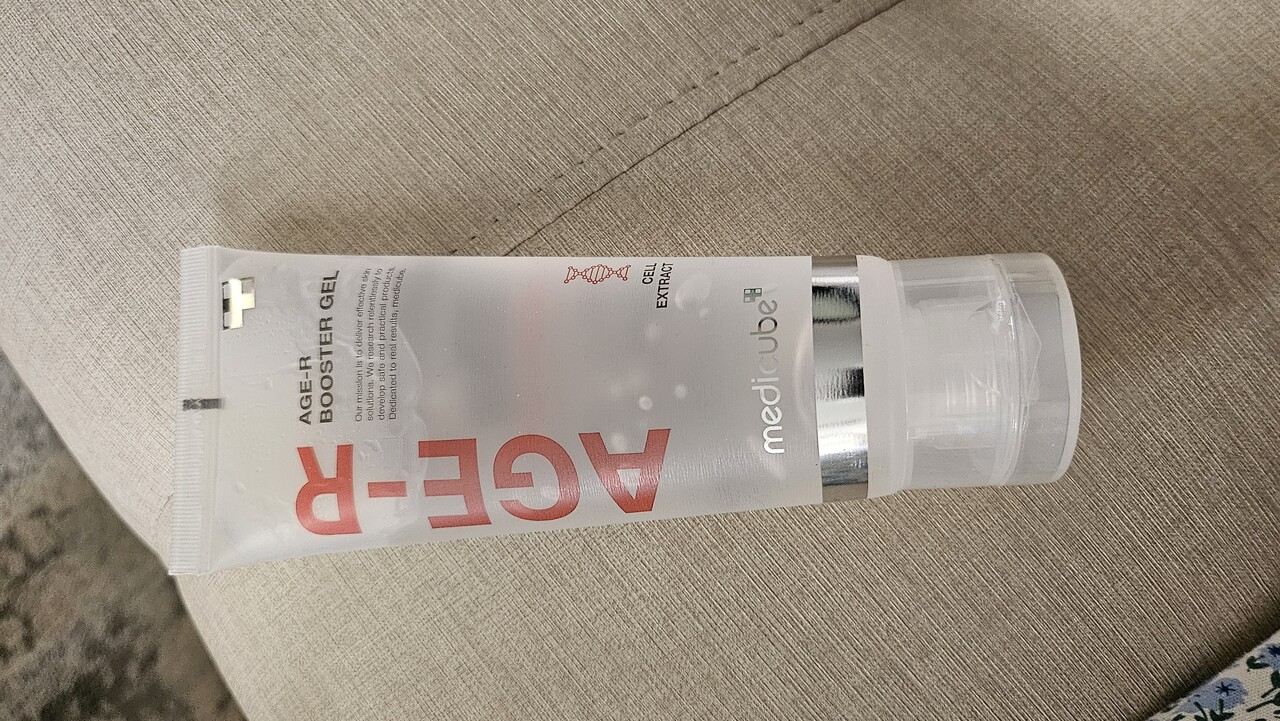 AGE-R
BOOSTER GEL
Our mission is to deliver effective skin
solutions. We research relentlessly to
develop safe and practical products.
Dedicated to real results, medicube.
AGE-R
CELL
EXTRACT
medicube